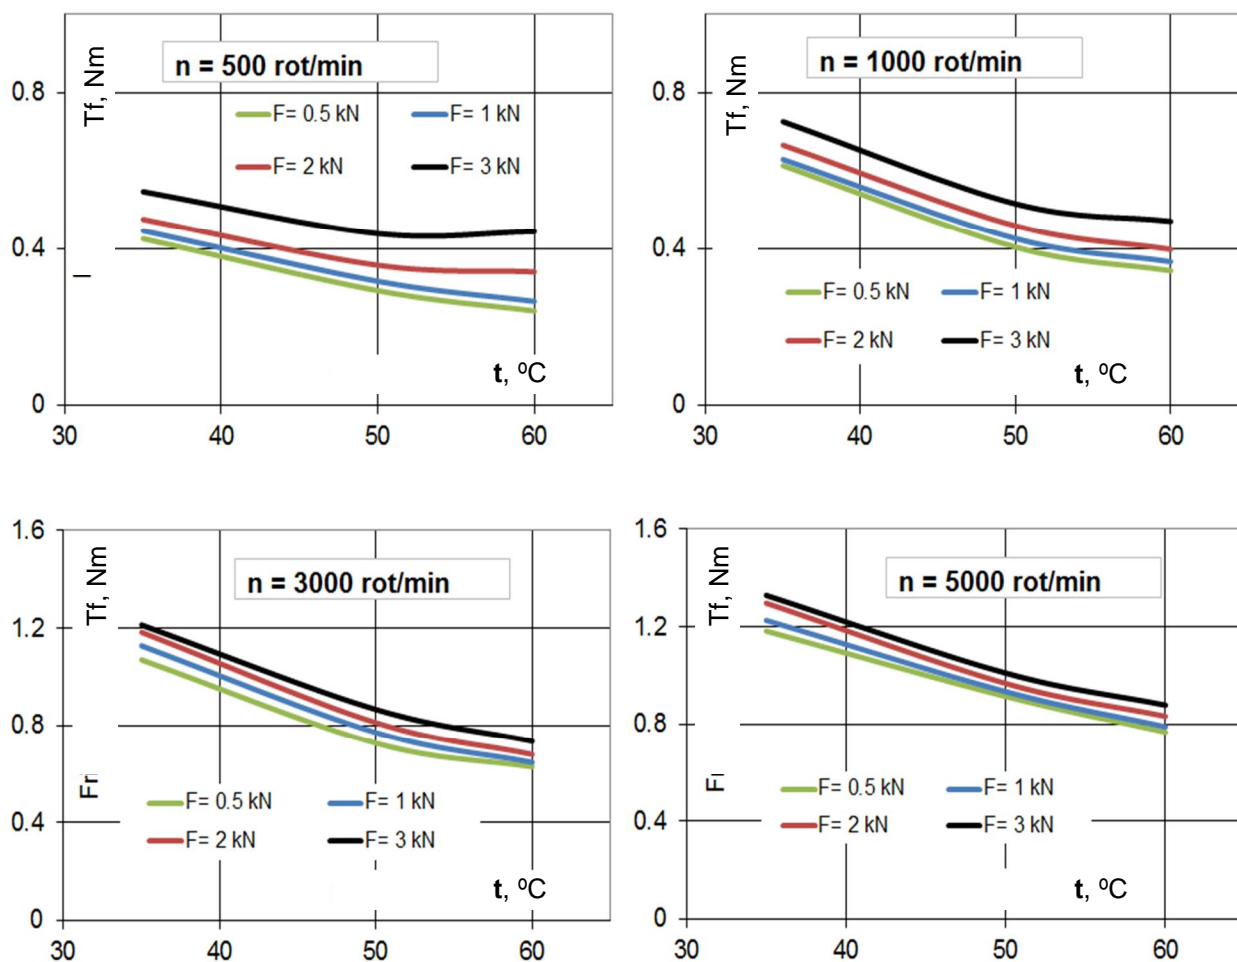 Tf, Nm
n = 500 rot/min
0.8
F= 0.5 kN
F= 1 kN
F= 2 kN
F= 3 kN
0.4
t, ºC
0
30
40
50
60
Tf, Nm
n = 1000 rot/min
0.8
0.4
F= 0.5 kN
F= 1 kN
F= 2 kN
F= 3 kN
t, ºC
0
30
40
50
60
1.6
Tf, Nm
n = 3000 rot/min
1.2
0.8
F= 0.5 kN
F= 1 kN
0.4
F= 2 kN
F= 3 kN
t, ºC
0
30
40
50
60
1.6
Tf, Nm
n = 5000 rot/min
1.2
0.8
F= 0.5 kN
F= 1 kN
0.4
F= 2 kN
F= 3 kN
t, ºC
0
30
40
50
60